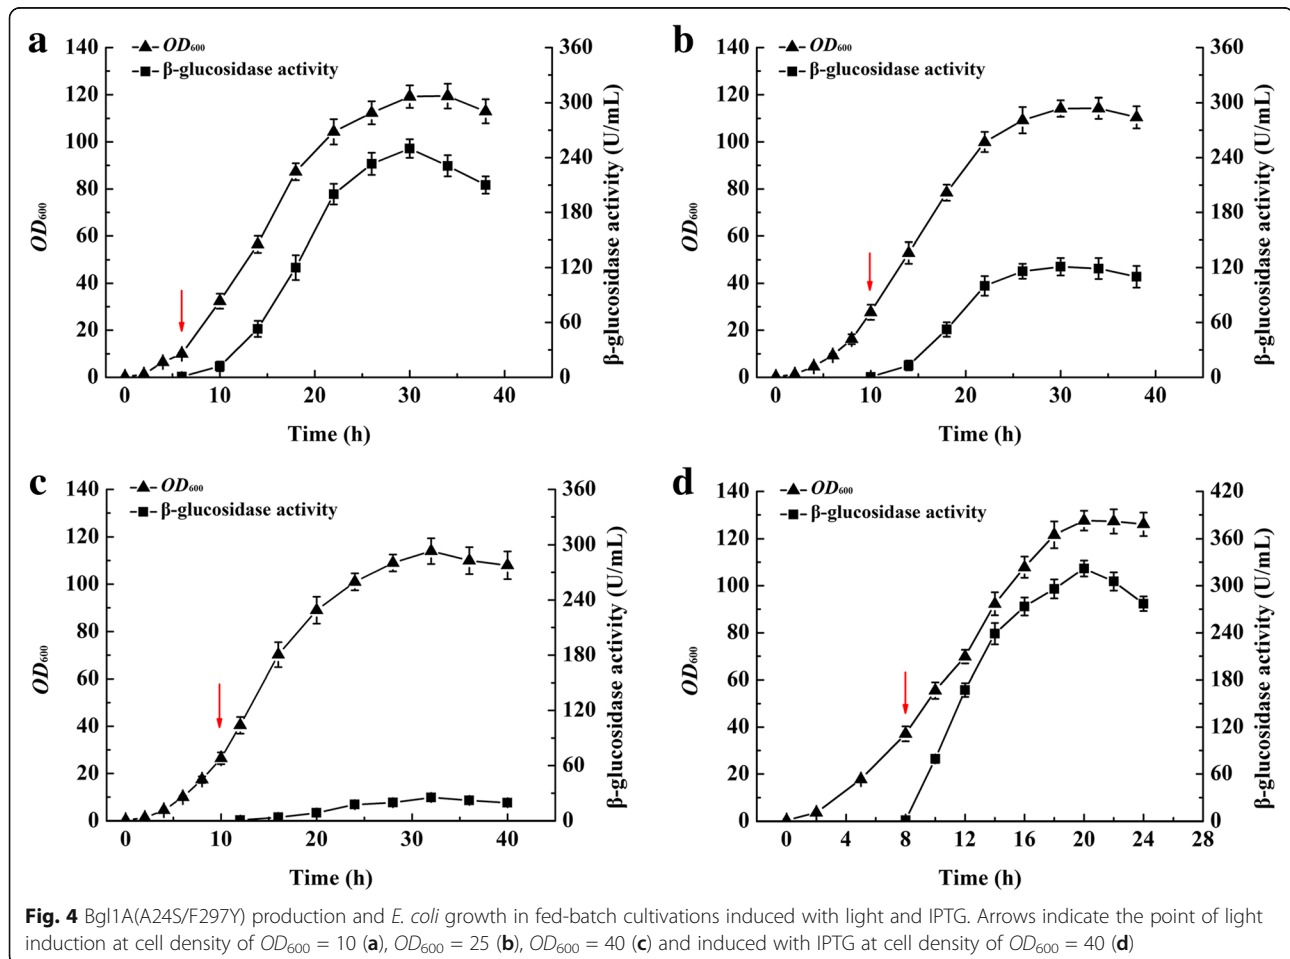 a
OD600
β-glucosidase activity
140
120
100
80
60
40
20
0
OD600
360
300
240
180
120
60
0
β-glucosidase activity (U/mL)
0 10 20 30 40
Time (h)
b
OD600
β-glucosidase activity
140
120
100
80
60
40
20
0
OD600
360
300
240
180
120
60
0
β-glucosidase activity (U/mL)
0 10 20 30 40
Time (h)
c
OD600
β-glucosidase activity
140
120
100
80
60
40
20
0
OD600
360
300
240
180
120
60
0
β-glucosidase activity (U/mL)
0 10 20 30 40
Time (h)
d
OD600
β-glucosidase activity
140
120
100
80
60
40
20
0
OD600
420
360
300
240
180
120
60
0
β-glucosidase activity (U/mL)
0 4 8 12 16 20 24 28
Time (h)
Fig. 4 Bgl1A(A24S/F297Y) production and E. coli growth in fed-batch cultivations induced with light and IPTG. Arrows indicate the point of light
induction at cell density of OD600 = 10 (a), OD600 = 25 (b), OD600 = 40 (c) and induced with IPTG at cell density of OD600 = 40 (d)